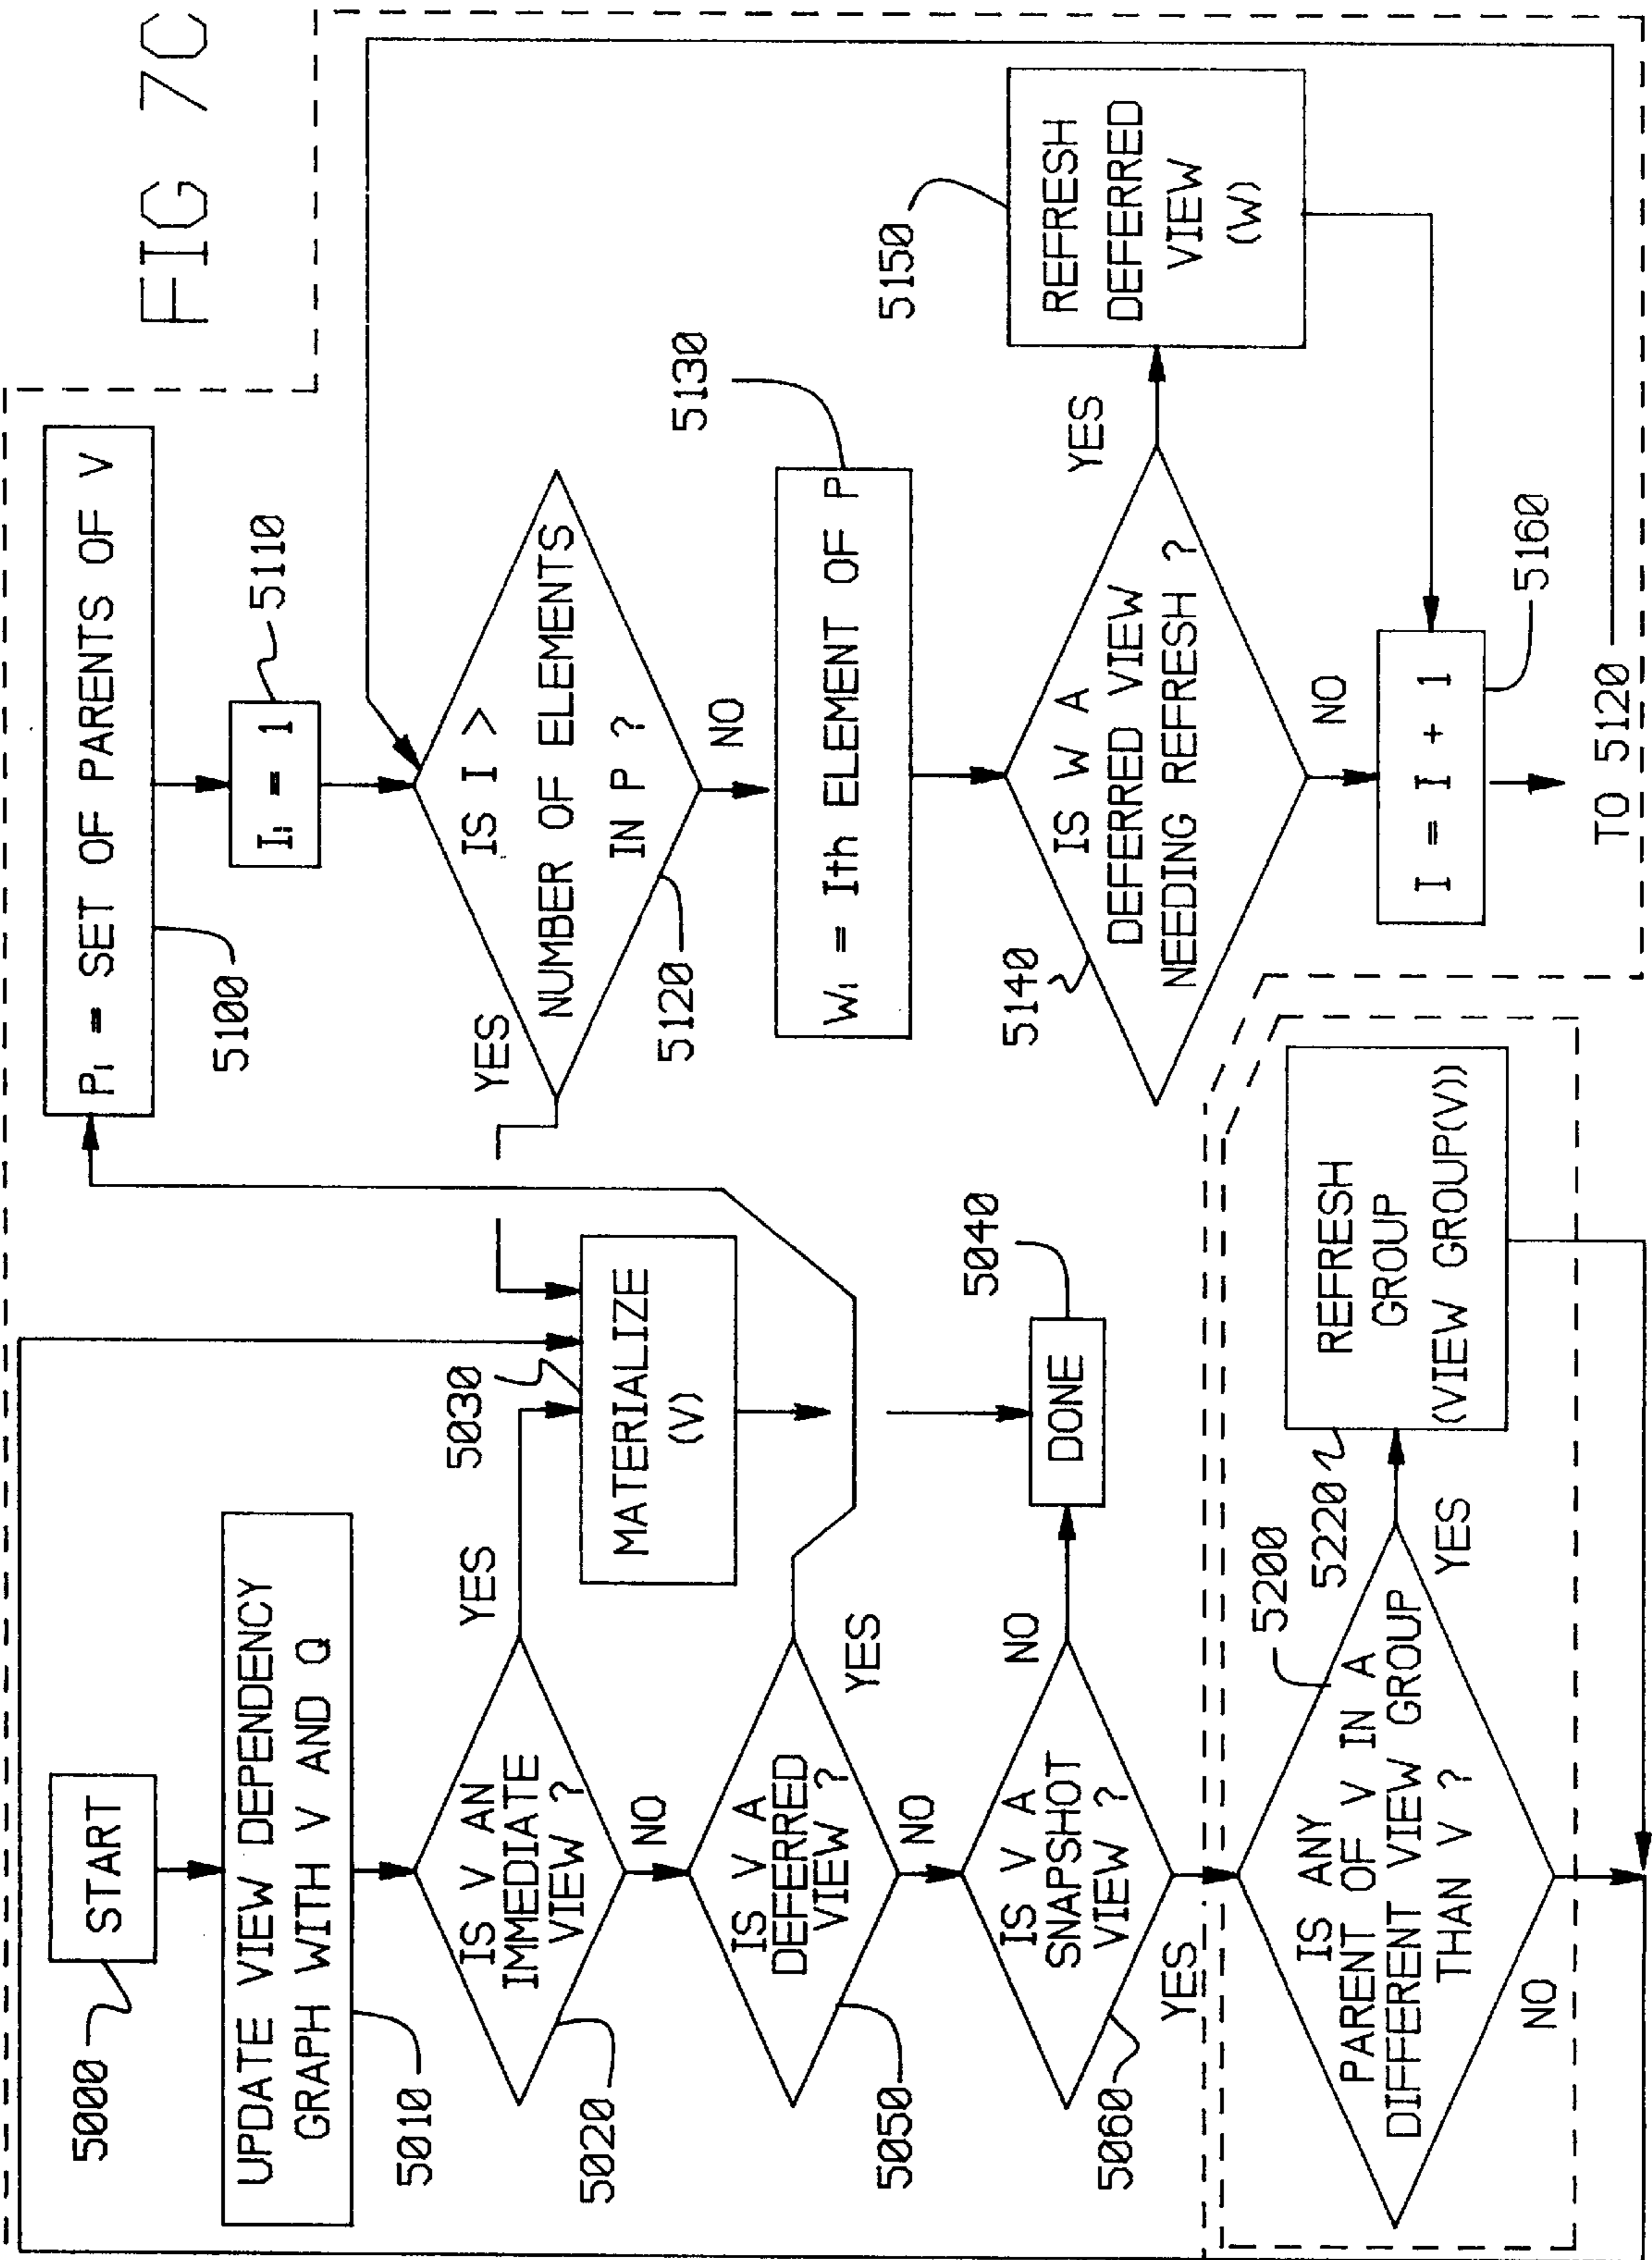 FIG 7C
START
5000
UPDATE VIEW DEPENDENCY
GRAPH WITH V AND Q
5010
IS V AN
IMMEDIATE
VIEW ?
5020
YES
NO
MATERIALIZE
(V)
5030
IS V A
DEFERRED
VIEW ?
5050
YES
NO
IS V A
SNAPSHOT
VIEW ?
5060
NO
YES
DONE
5040
IS ANY
PARENT OF V IN A
DIFFERENT VIEW GROUP
THAN V ?
5200
YES
NO
REFRESH
GROUP
(VIEW GROUP(V))
5220
P₁ = SET OF PARENTS OF V
5100
I₁ = 1
5110
IS I >
NUMBER OF ELEMENTS
IN P ?
5120
YES
NO
W₁ = Ith ELEMENT OF P
5130
IS W A
DEFERRED VIEW
NEEDING REFRESH ?
5140
YES
NO
REFRESH
DEFERRED
VIEW
(W)
5150
I = I + 1
5160
TO 5120